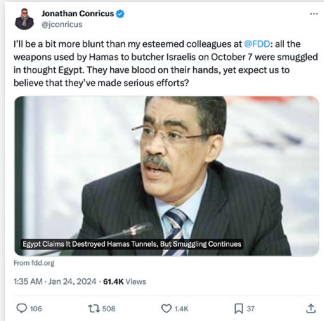 Jonathan Conricus
@jconricus
I'll be a bit more blunt than my esteemed colleagues at @FDD: all the
weapons used by Hamas to butcher Israelis on October 7 were smuggled
in thought Egypt. They have blood on their hands, yet expect us to
believe that they've made serious efforts?
Egypt Claims It Destroyed Hamas Tunnels, But Smuggling Continues
From fdd.org
1:35 AM · Jan 24, 2024 · 61.4K Views
106 508 1.4K 37